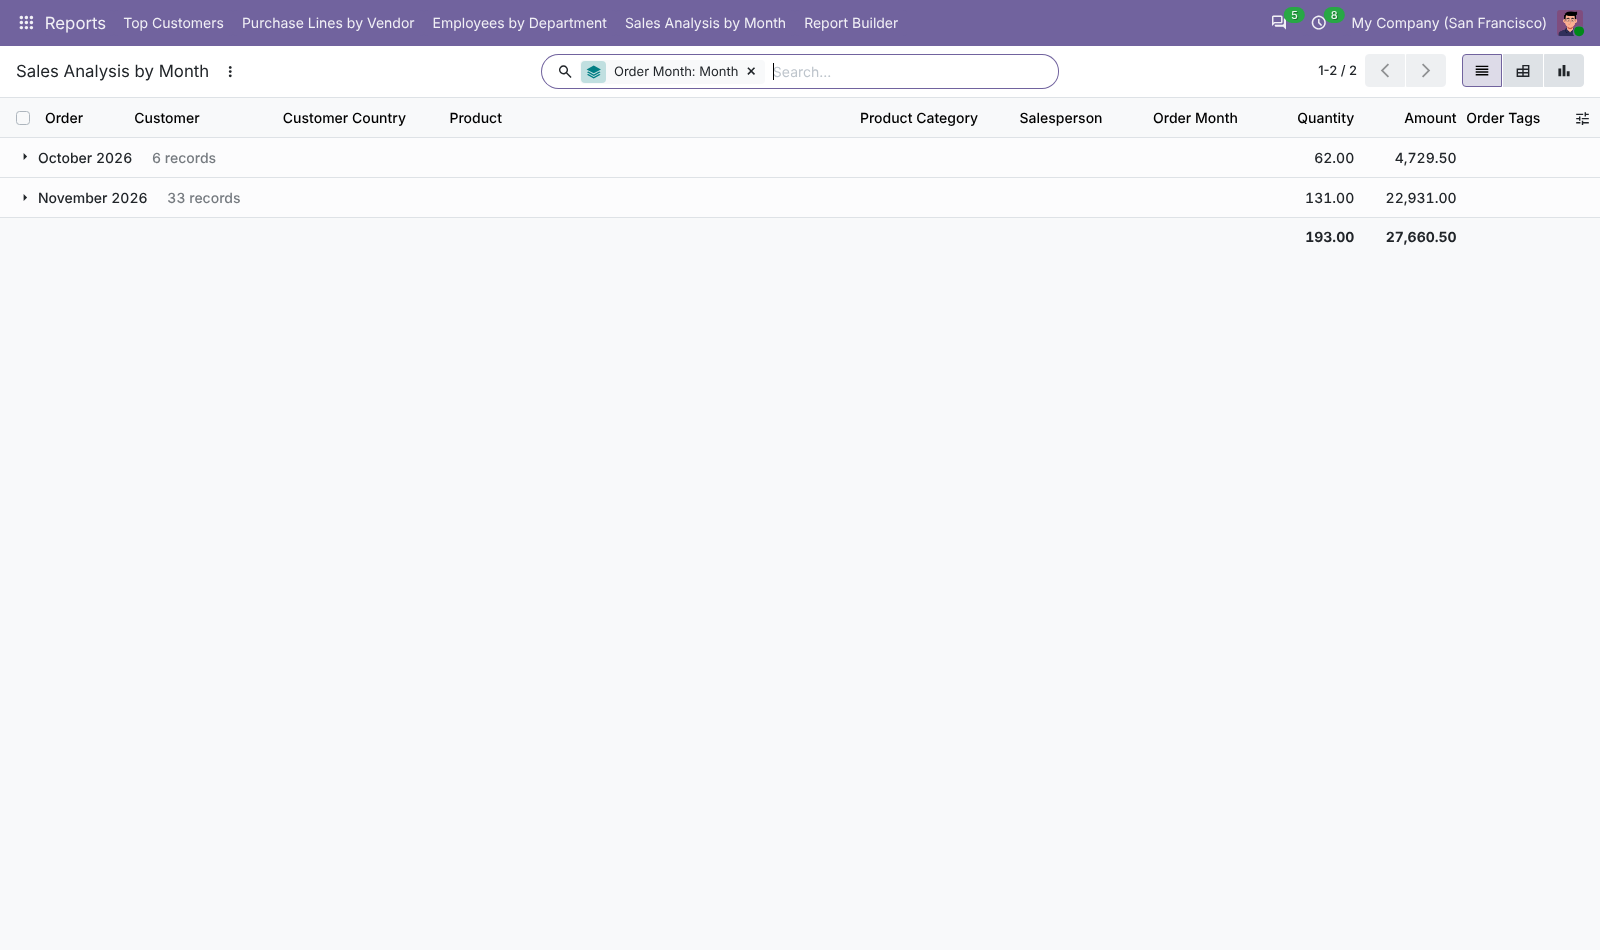 Reports Top Customers Purchase Lines by Vendor Employees by Department Sales Analysis by Month Report Builder 5 8 My Company (San Francisco)
Sales Analysis by Month Order Month: Month Search... 1-2 / 2
Order Customer Customer Country Product Product Category Salesperson Order Month Quantity Amount Order Tags
October 2026 6 records 62.00 4,729.50
November 2026 33 records 131.00 22,931.00
193.00 27,660.50